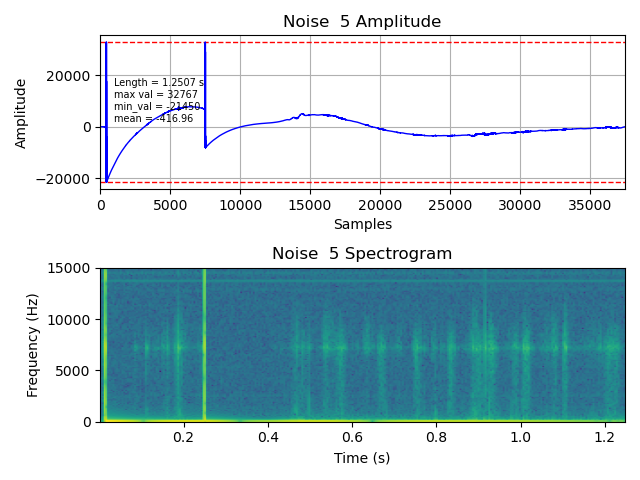 Noise  5 Amplitude
Amplitude
20000
0
−20000
Length = 1.2507 s
max val = 32767
min_val = -21450
mean = -416.96
0 5000 10000 15000 20000 25000 30000 35000
Samples
Noise  5 Spectrogram
Frequency (Hz)
15000
10000
5000
0
0.2 0.4 0.6 0.8 1.0 1.2
Time (s)